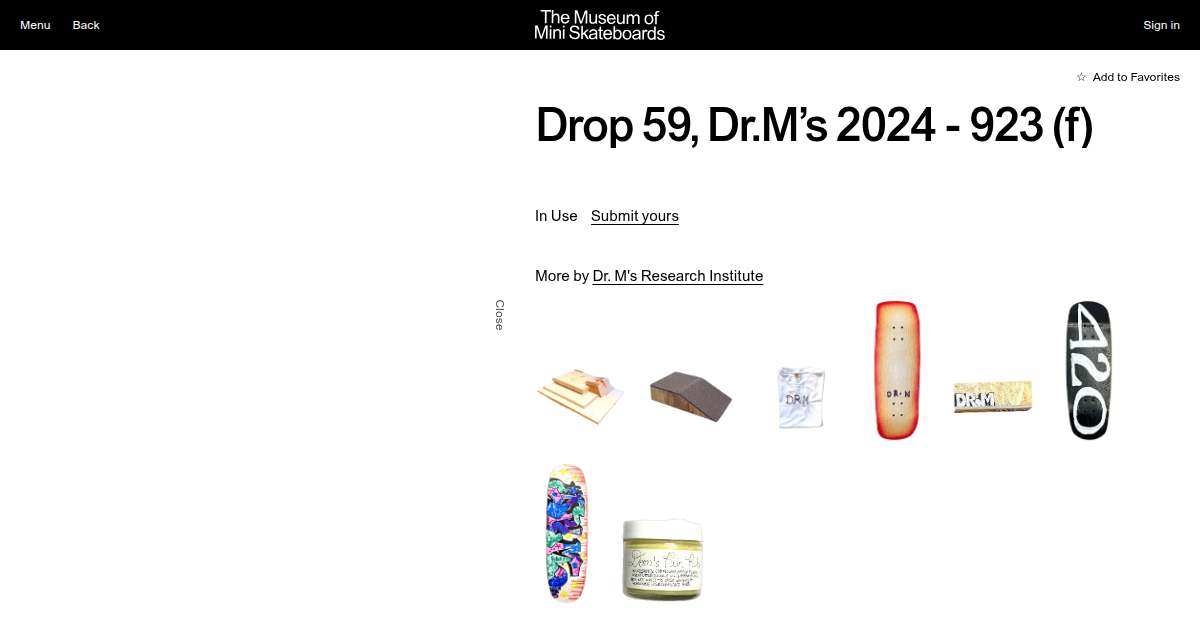 Menu
Back
The Museum of
Mini Skateboards
Sign in
☆ Add to Favorites
Drop 59, Dr.M’s 2024 - 923 (f)
In Use Submit yours
More by Dr. M's Research Institute
Close
DR.M
DR.N
DR.M
420